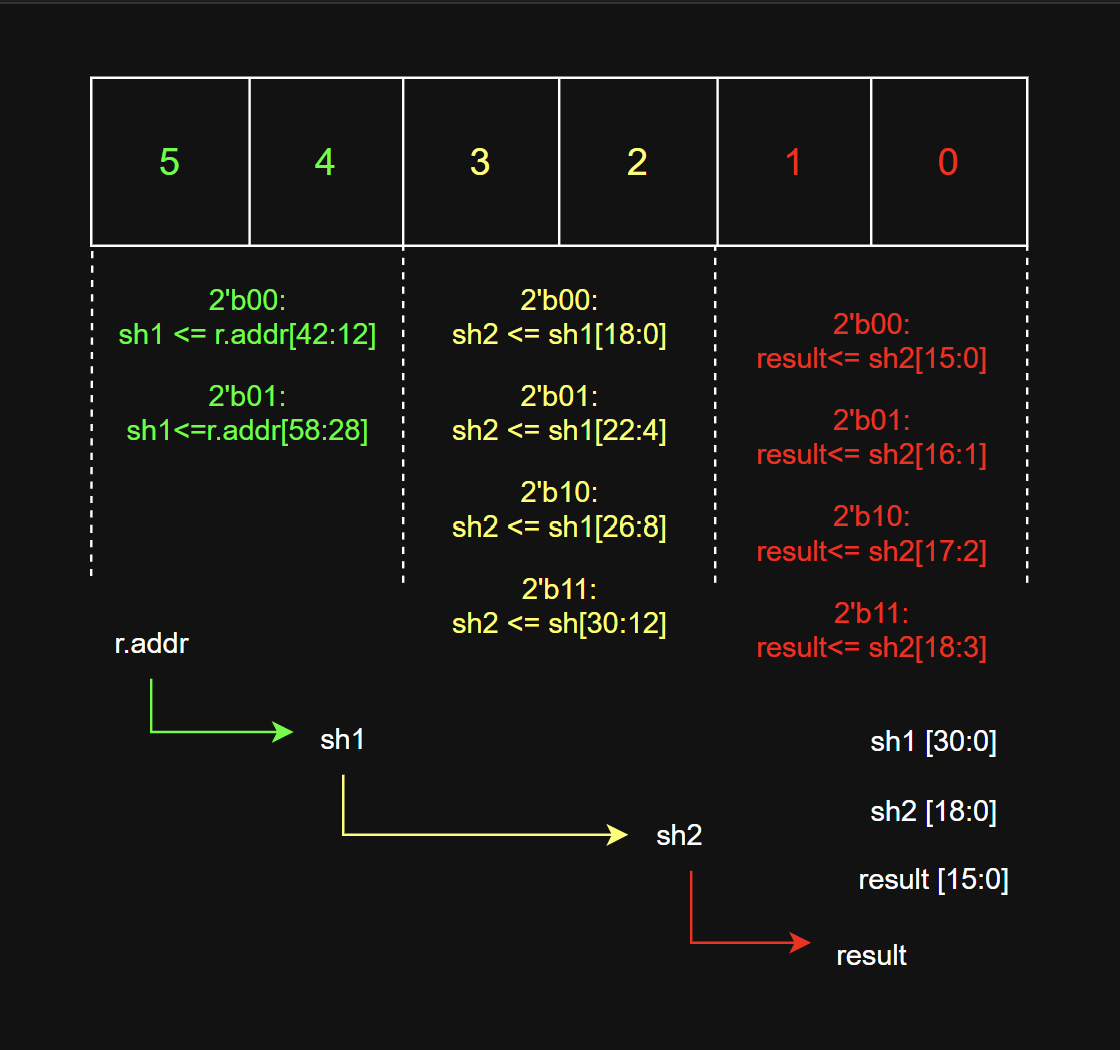 5 4 3 2 1 0
2'b00:
sh1 <= r.addr[42:12]
2'b01:
sh1<=r.addr[58:28]
2'b00:
sh2 <= sh1[18:0]
2'b01:
sh2 <= sh1[22:4]
2'b10:
sh2 <= sh1[26:8]
2'b11:
sh2 <= sh[30:12]
2'b00:
result<= sh2[15:0]
2'b01:
result<= sh2[16:1]
2'b10:
result<= sh2[17:2]
2'b11:
result<= sh2[18:3]
r.addr
sh1
sh2
result
sh1 [30:0]
sh2 [18:0]
result [15:0]